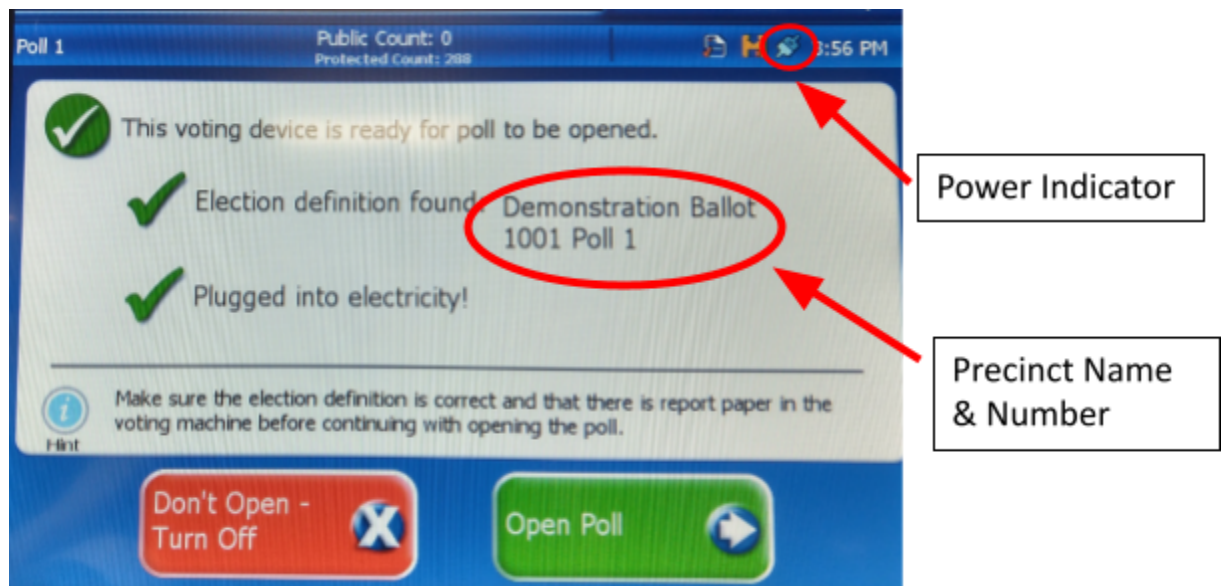 Poll 1
Public Count: 0
Protected Count: 288
:56 PM
This voting device is ready for poll to be opened.
Election definition found.
Demonstration Ballot
1001 Poll 1
Plugged into electricity!
Hint
Make sure the election definition is correct and that there is report paper in the
voting machine before continuing with opening the poll.
Don't Open -
Turn Off
X
Open Poll
Power Indicator
Precinct Name
& Number